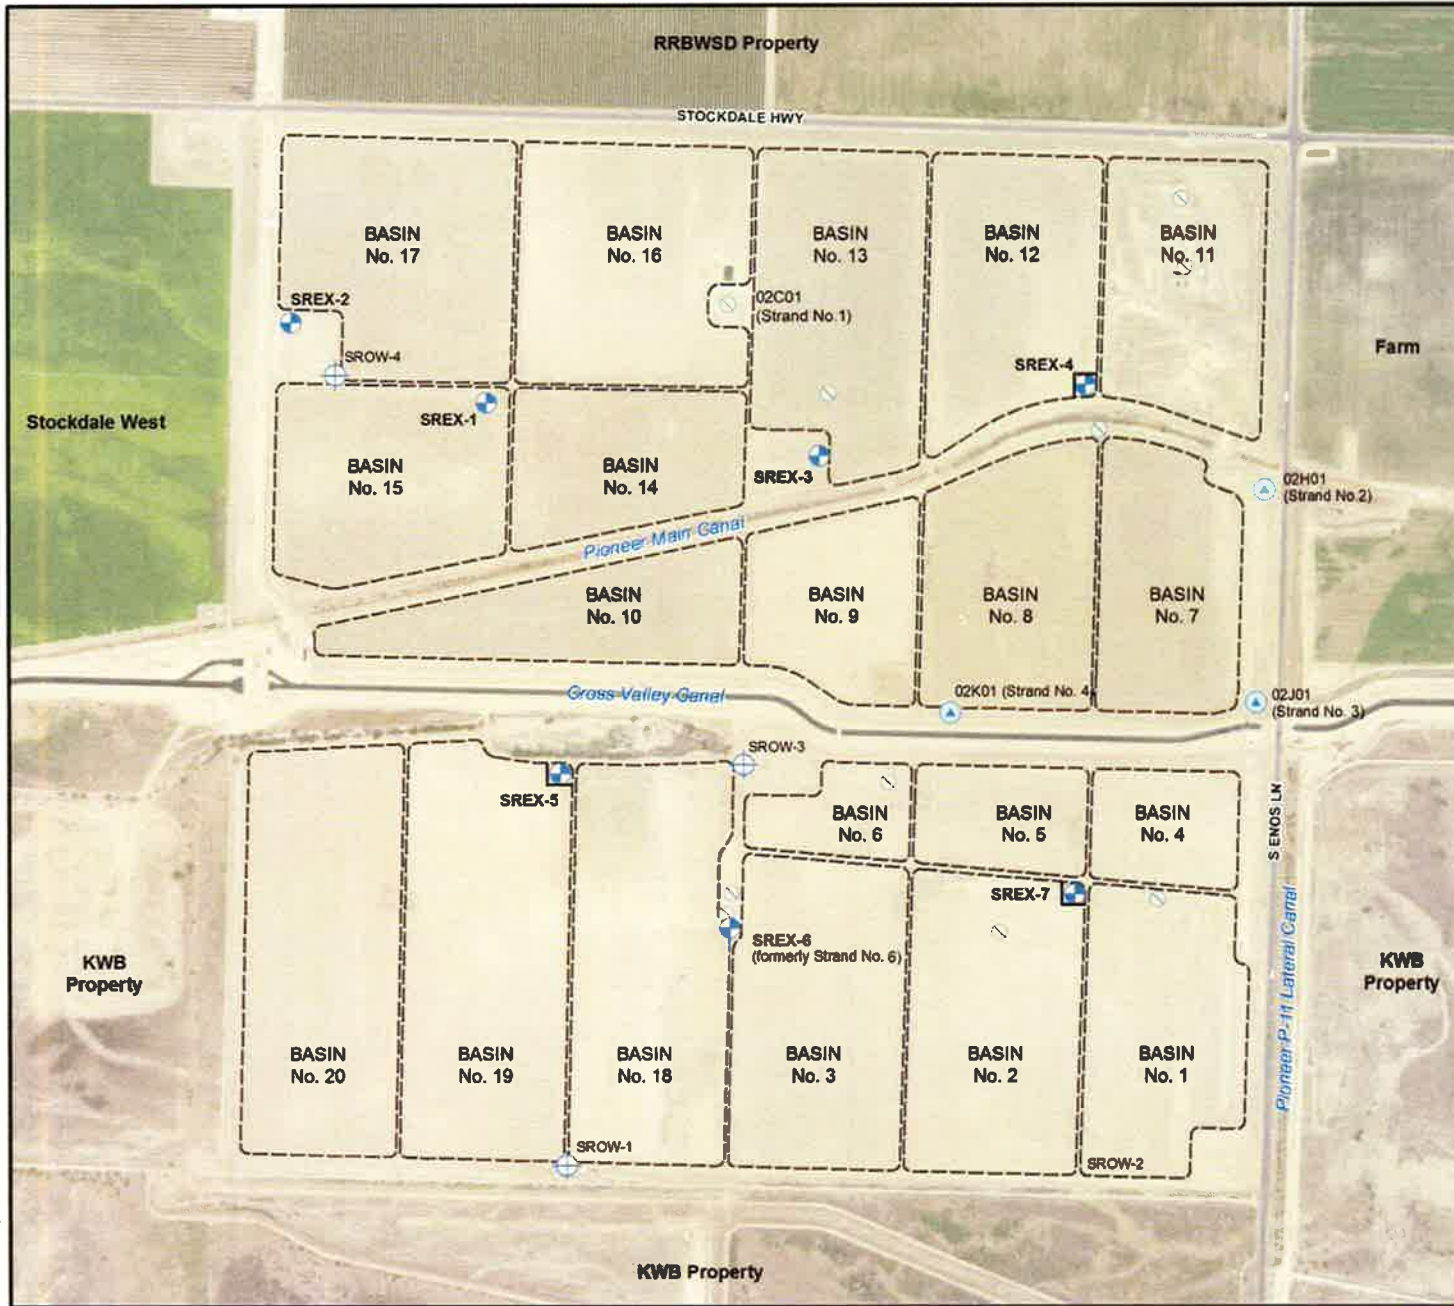 RRBWSD Property
STOCKDALE HWY
BASIN
No. 17
BASIN
No. 16
BASIN
No. 13
BASIN
No. 12
BASIN
No. 11
SREX-2
02C01
(Strand No.1)
SROW-4
SREX-4
Farm
Stockdale West
SREX-1
BASIN
No. 15
BASIN
No. 14
SREX-3
02H01
(Strand No.2)
Pioneer Main Canal
BASIN
No. 10
BASIN
No. 9
BASIN
No. 8
BASIN
No. 7
Cross Valley Canal
02K01 (Strand No. 4
02J01
(Strand No. 3)
SROW-3
SREX-5
BASIN
No. 6
BASIN
No. 5
BASIN
No. 4
S ENOS LN
SREX-7
SREX-6
(formerly Strand No. 6)
KWB
Property
KWB
Property
Pioneer P-11 Lateral Canal
BASIN
No. 20
BASIN
No. 19
BASIN
No. 18
BASIN
No. 3
BASIN
No. 2
BASIN
No. 1
SROW-1
SROW-2
KWB Property